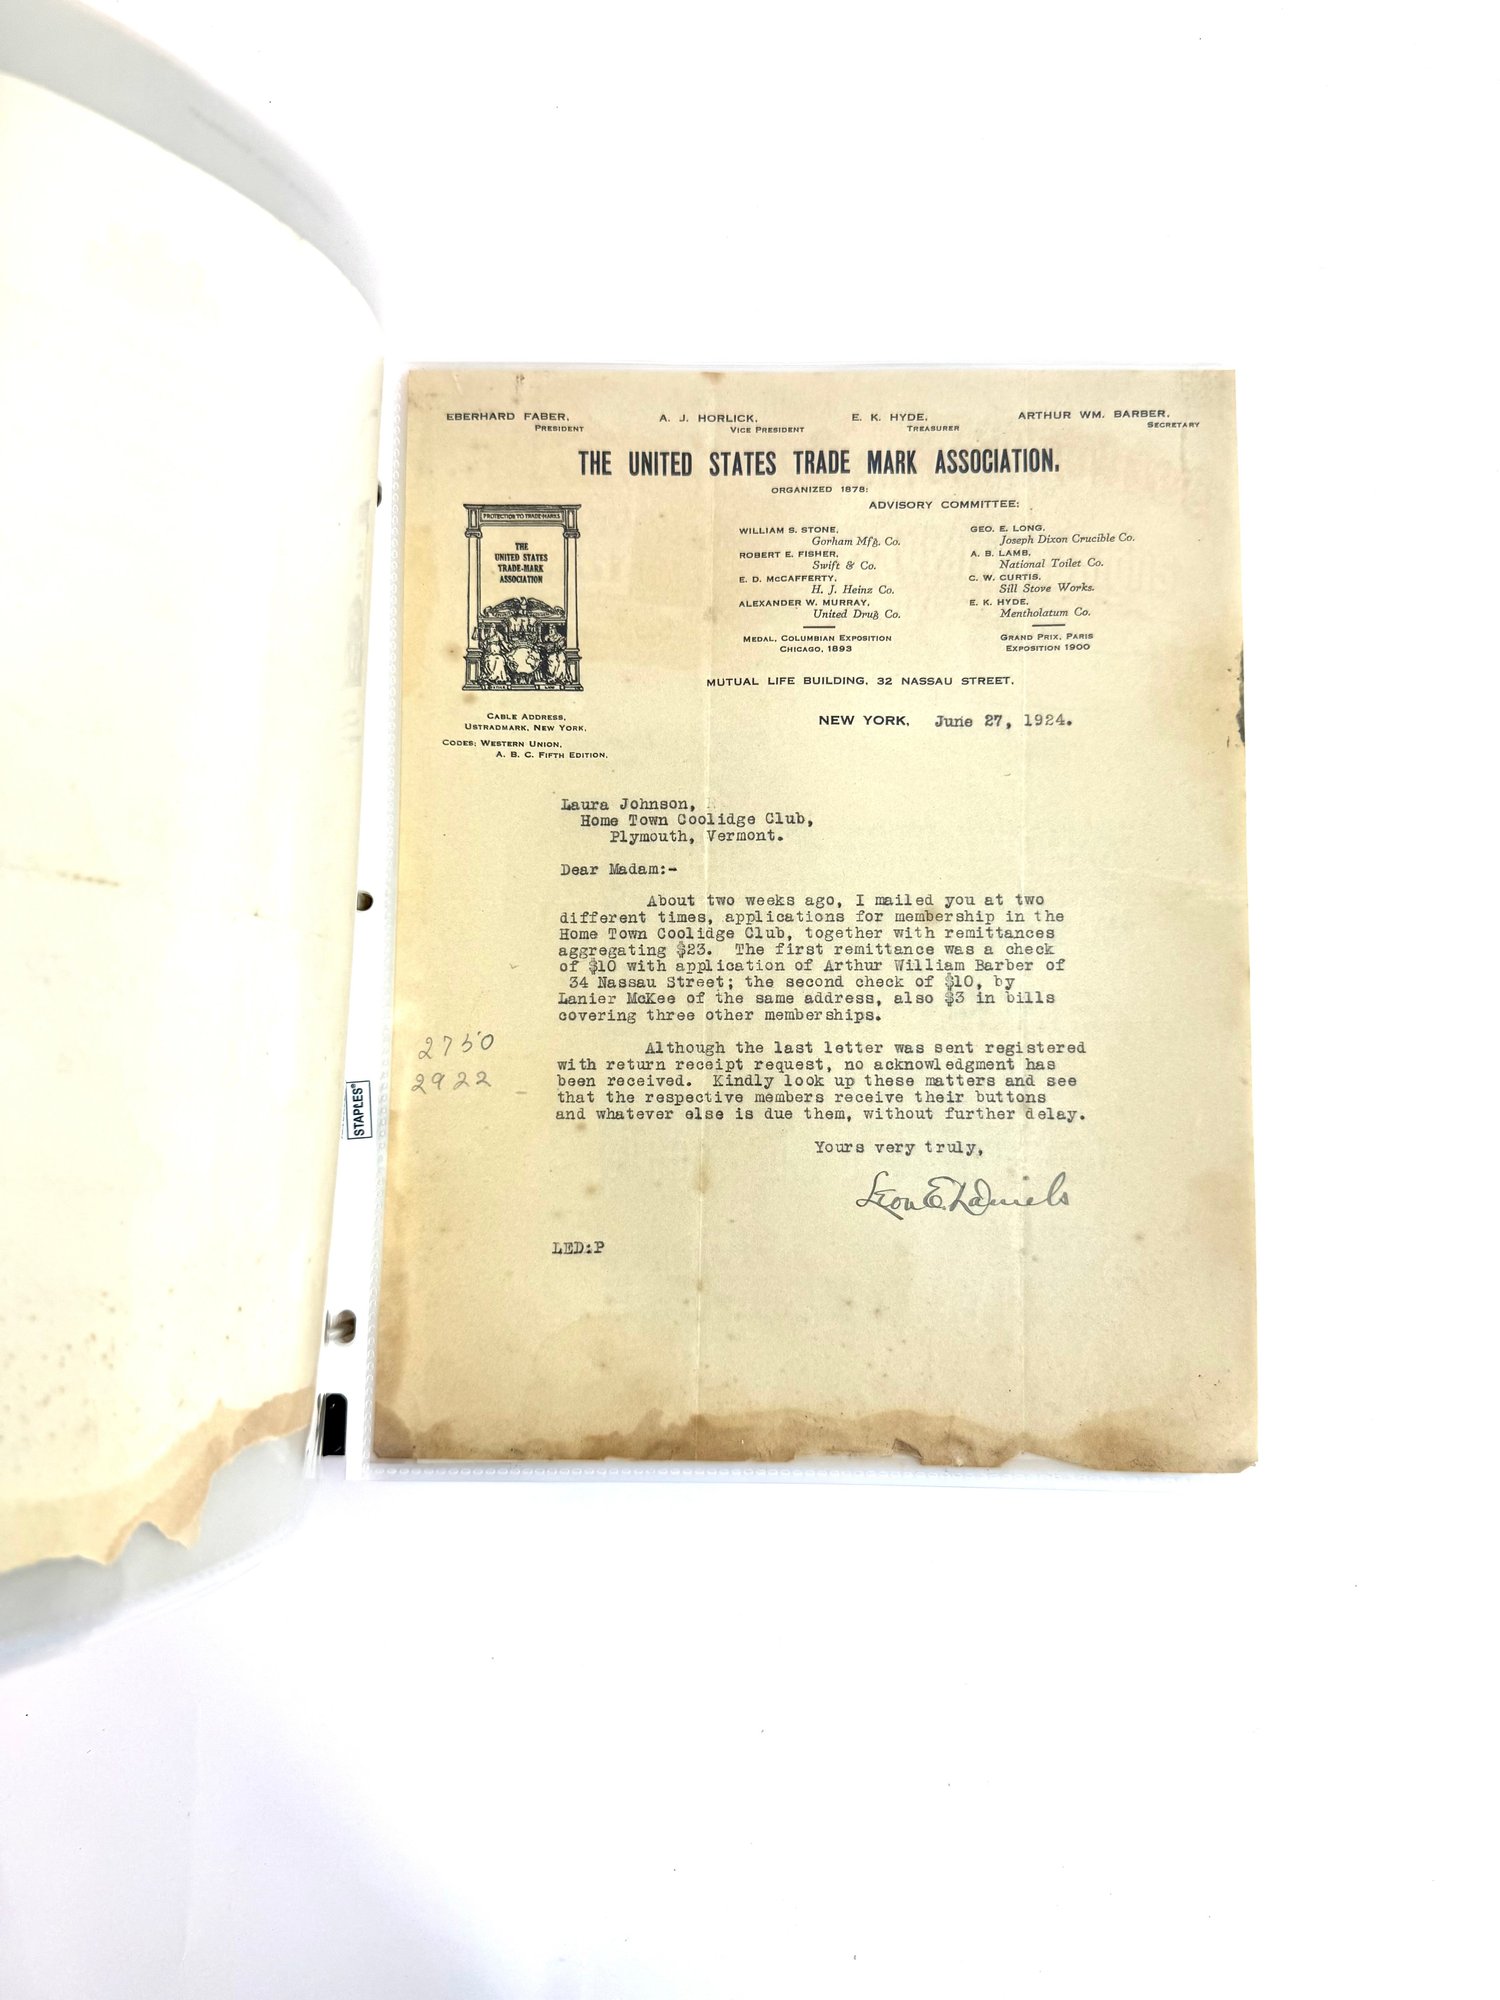 EBERHARD FABER,
PRESIDENT
A. J. HORLICK,
VICE PRESIDENT
E. K. HYDE,
TREASURER
ARTHUR WM. BARBER,
SECRETARY
THE UNITED STATES TRADE MARK ASSOCIATION.
ORGANIZED 1878:
ADVISORY COMMITTEE:
WILLIAM S. STONE,
Gorham Mfg. Co.
ROBERT E. FISHER,
Swift & Co.
E. D. McCAFFERTY,
H. J. Heinz Co.
ALEXANDER W. MURRAY,
United Drug Co.
GEO. E. LONG,
Joseph Dixon Crucible Co.
A. B. LAMB,
National Toilet Co.
C. W. CURTIS,
Sill Stove Works.
E. K. HYDE,
Mentholatum Co.
MEDAL, COLUMBIAN EXPOSITION
CHICAGO, 1893
GRAND PRIX, PARIS
EXPOSITION 1900
PROTECTION TO TRADE-MARKS
THE
UNITED STATES
TRADE-MARK
ASSOCIATION
MUTUAL LIFE BUILDING, 32 NASSAU STREET.
CABLE ADDRESS,
USTRADMARK, NEW YORK,
CODES: WESTERN UNION,
A. B. C. FIFTH EDITION.
NEW YORK, June 27, 1924.
Laura Johnson,
Home Town Coolidge Club,
Plymouth, Vermont.
Dear Madam:-
About two weeks ago, I mailed you at two
different times, applications for membership in the
Home Town Coolidge Club, together with remittances
aggregating $23. The first remittance was a check
of $10 with application of Arthur William Barber of
34 Nassau Street; the second check of $10, by
Lanier McKee of the same address, also $3 in bills
covering three other memberships.
Although the last letter was sent registered
with return receipt request, no acknowledgment has
been received. Kindly look up these matters and see
that the respective members receive their buttons
and whatever else is due them, without further delay.
2750
2922
Yours very truly,
Leon E. Daniels
LED:P
STAPLES